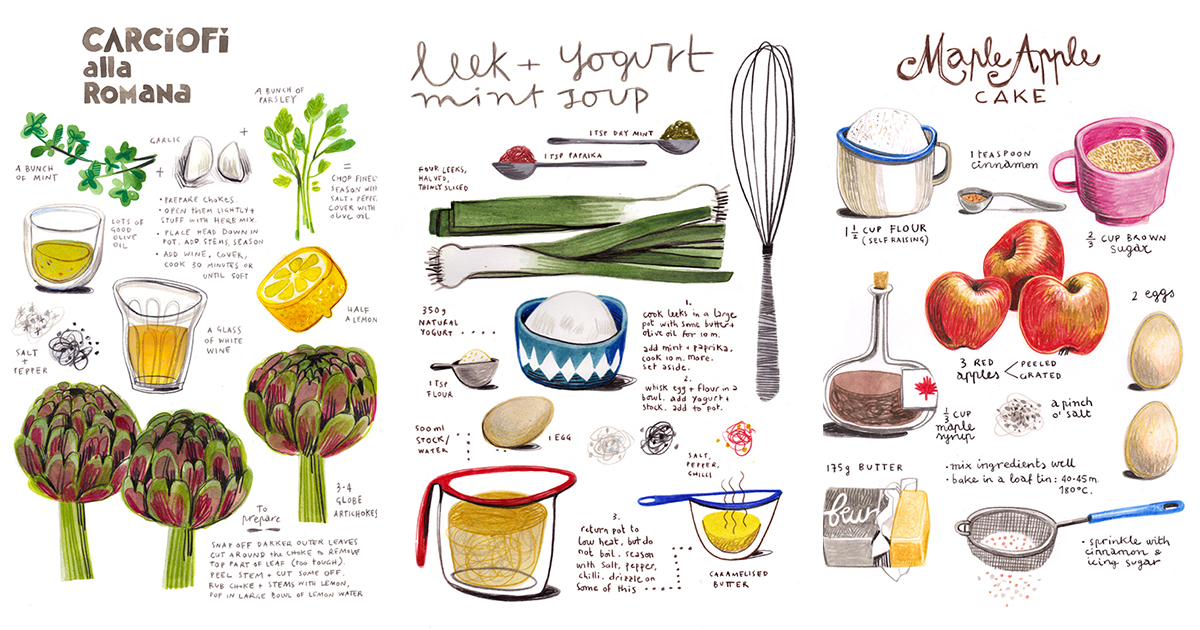 CARCIOFI
alla
ROMANA
A BUNCH OF
PARSLEY
GARLIC
+
A BUNCH
OF MINT
+
=
CHOP FINEL
SEASON WITH
SALT + PEPPE
COVER WITH
OLIVE OIL
• PREPARE CHOKES.
• OPEN THEM LIGHTLY +
STUFF WITH HERB MIX.
• PLACE HEAD DOWN IN
POT. ADD STEMS, SEASON
• ADD WINE, COVER,
COOK 30 MINUTES OR
UNTIL SOFT
LOTS OF
GOOD
OLIVE
OIL
HALF
A LEMON
A GLASS
OF WHITE
WINE
SALT
+
PEPPER
3-4
GLOBE
ARTICHOKES
To
prepare
SNAP OFF DARKER OUTER LEAVES
CUT AROUND the CHOKE to REMOVE
TOP PART OF LEAF (TOO TOUGH).
PEEL STEM + CUT SOME OFF.
RUB CHOKE + STEMS WITH LEMON,
POP IN LARGE BOWL OF LEMON WATER
leek + yogurt
mint soup
1 TSP DRY MINT
1 TSP PAPRIKA
FOUR LEEKS,
HALVED,
THINLY SLICED
350g
NATURAL
YOGURT
1 TSP
FLOUR
1 EGG
500ml
STOCK/
WATER
1.
cook leeks in a large
pot with some butter +
olive oil for 10 m.
add mint + paprika,
cook 10 m. more.
set aside.
2.
whisk egg + flour in a
bowl. add yogurt +
stock. add to pot.
SALT,
PEPPER,
CHILLI
3.
return pot to
low heat, but do
not boil. season
with salt, pepper,
chilli. drizzle on
some of this
CARAMELISED
BUTTER
Maple Apple
CAKE
1 TEASPOON
cinnamon
1 1/2 CUP FLOUR
(SELF RAISING)
2/3 CUP BROWN
sugar
2 eggs
3 RED
apples
PEELED
GRATED
1/3 CUP
maple
syrup
a pinch
o' salt
175g BUTTER
• mix ingredients well
• bake in a loaf tin: 40-45m.
180°C.
• sprinkle with
cinnamon &
icing sugar